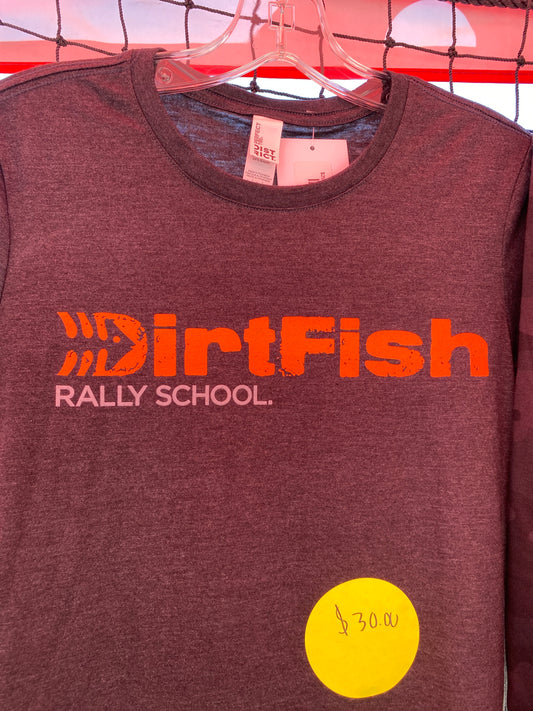 DirtFish
RALLY SCHOOL.
$30.00